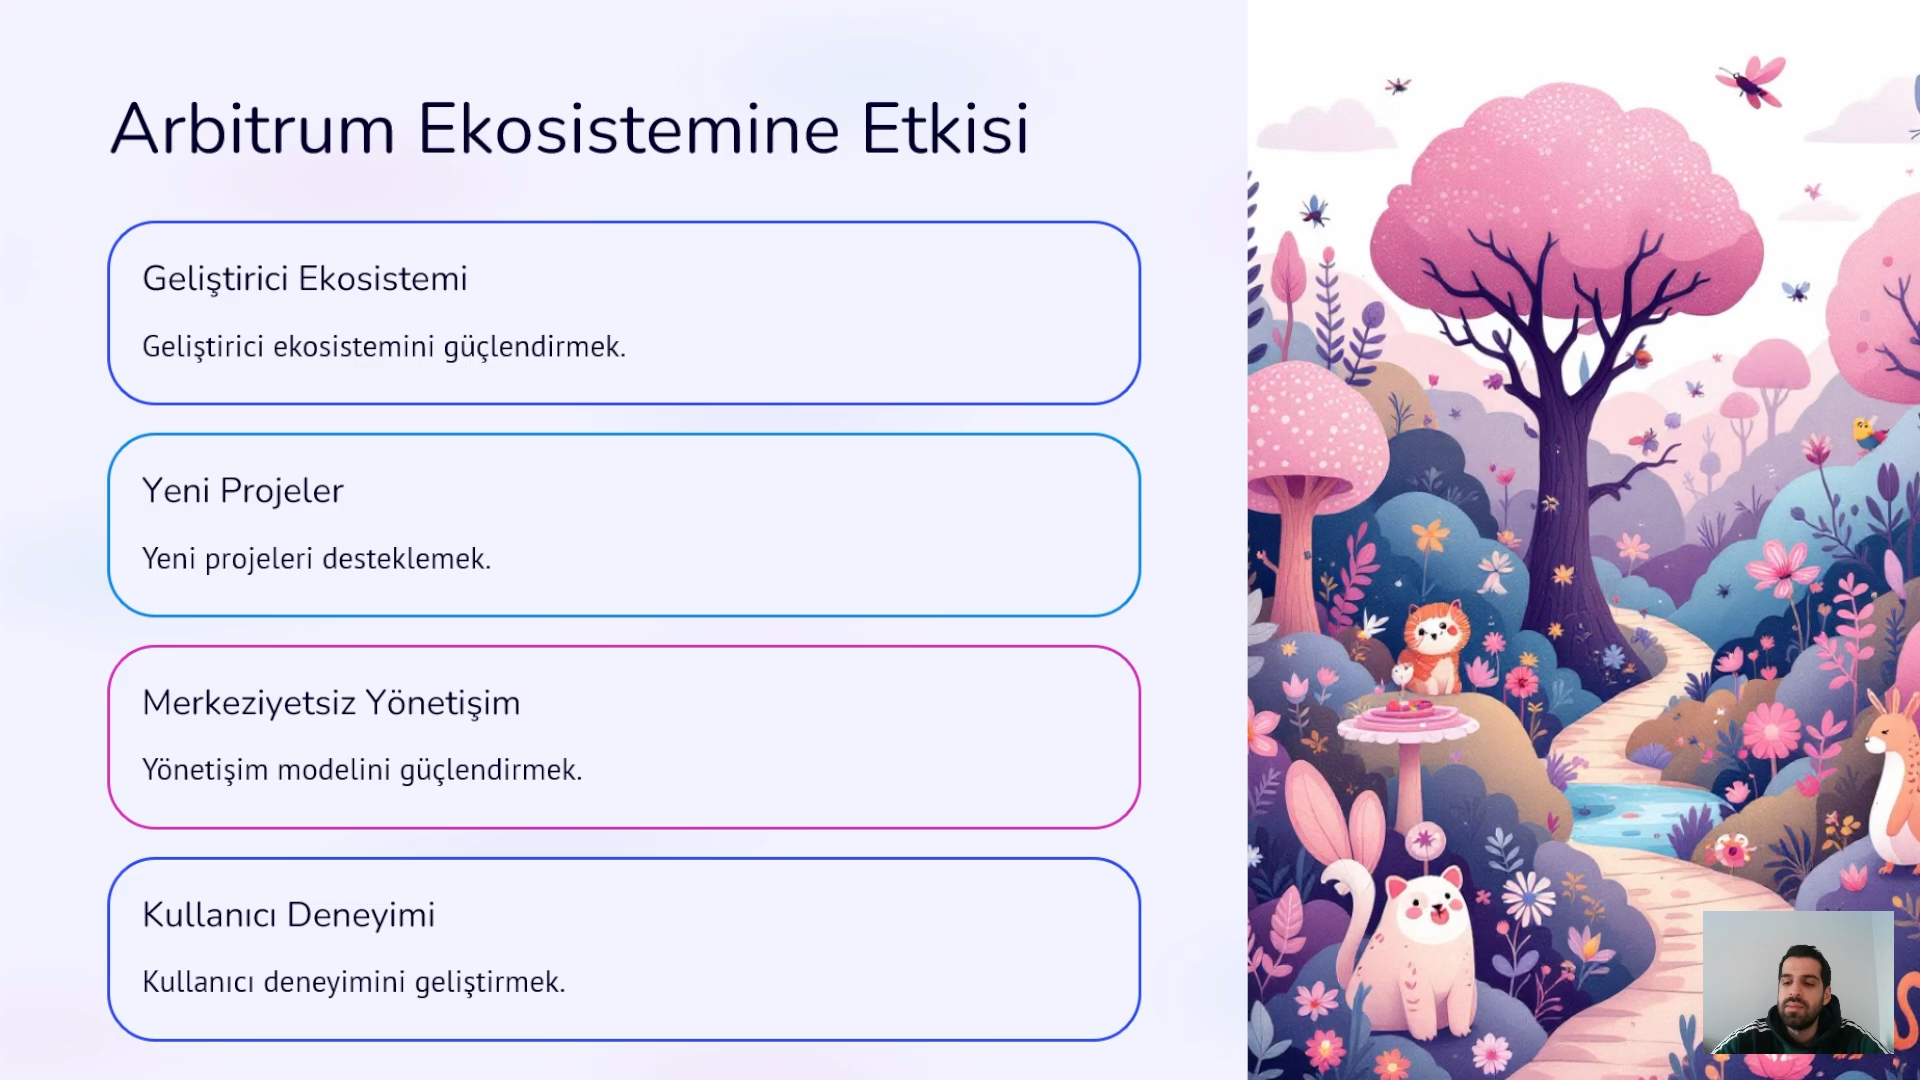 Arbitrum Ekosistemine Etkisi
Geliştirici Ekosistemi
Geliştirici ekosistemini güçlendirmek.
Yeni Projeler
Yeni projeleri desteklemek.
Merkeziyetsiz Yönetişim
Yönetişim modelini güçlendirmek.
Kullanıcı Deneyimi
Kullanıcı deneyimini geliştirmek.